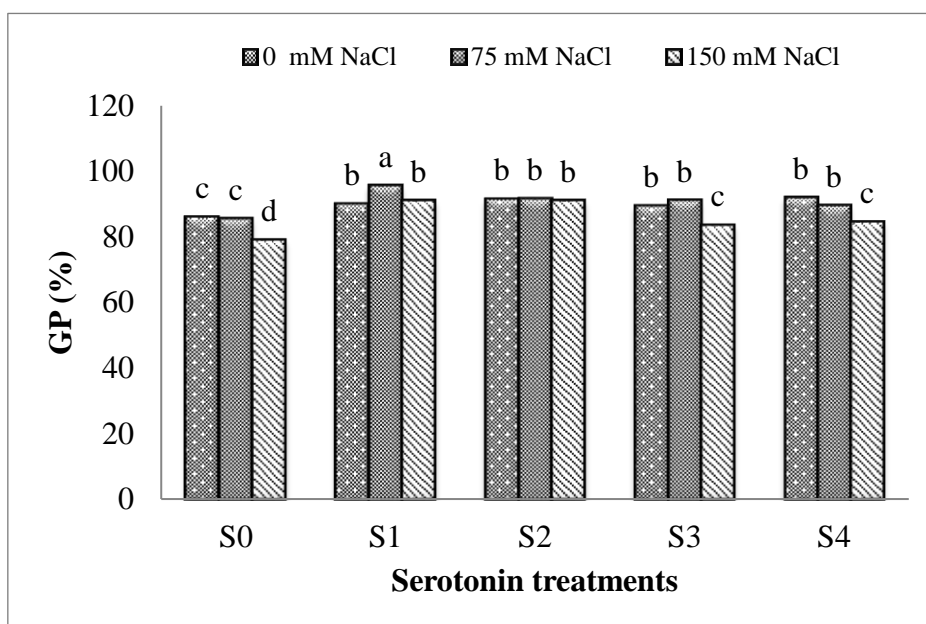 0 mM NaCl 75 mM NaCl 150 mM NaCl
120
100
80
60
40
20
0
GP (%)
c c d b a b b b b b b c b b c
S0 S1 S2 S3 S4
Serotonin treatments